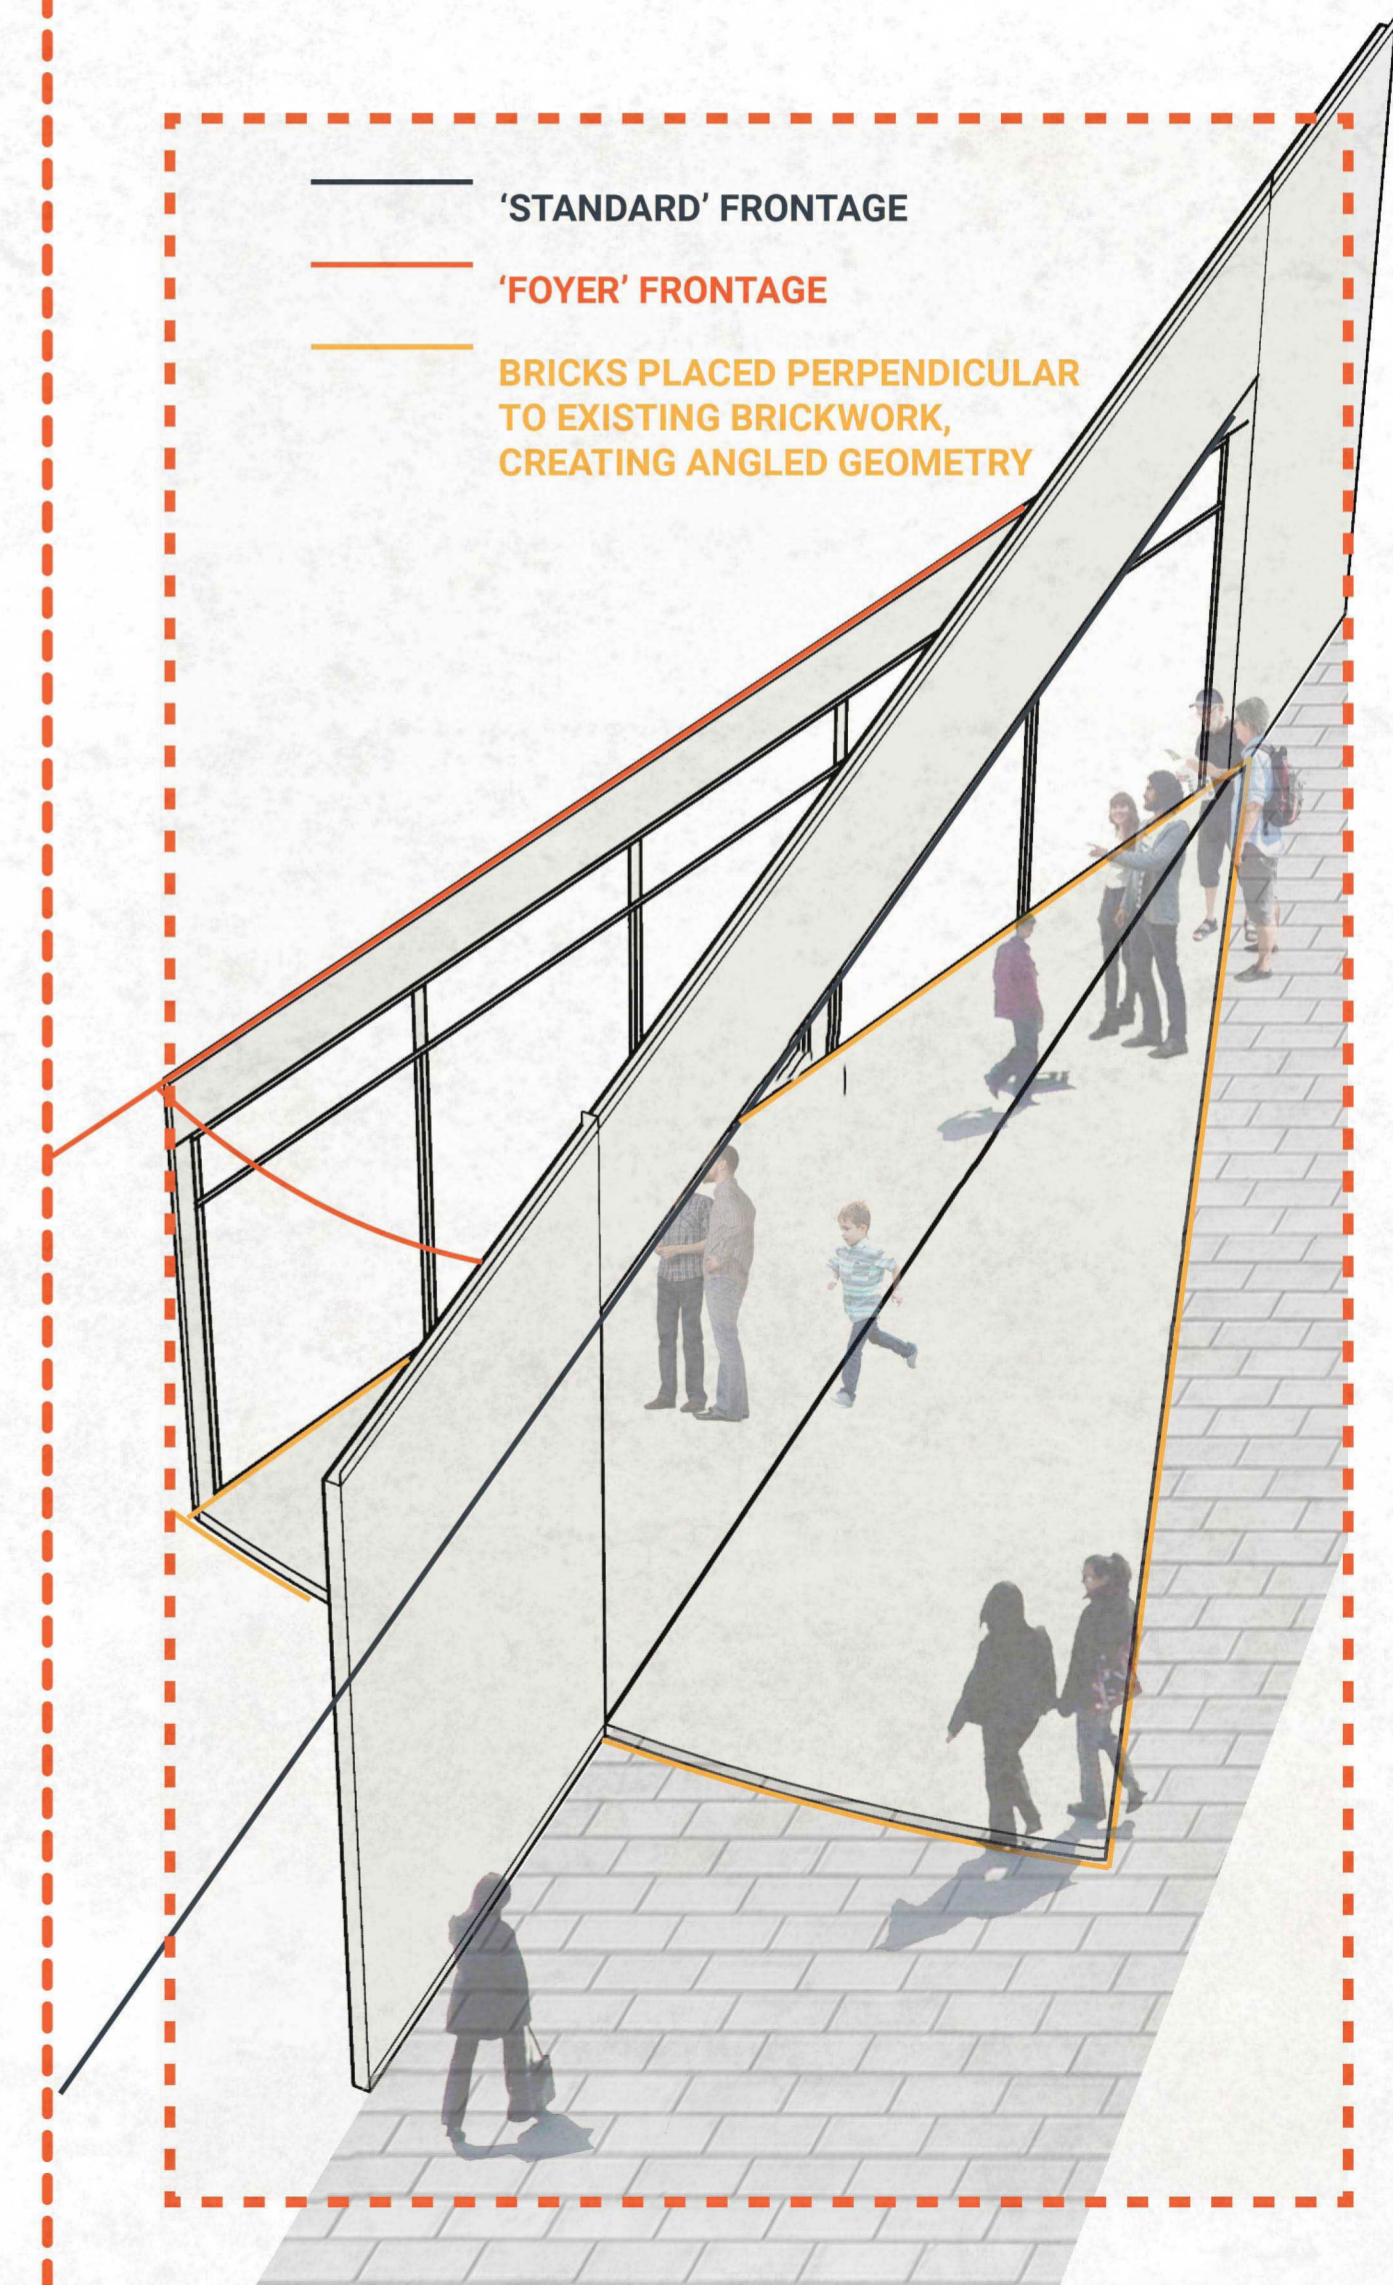 ‘STANDARD’ FRONTAGE
‘FOYER’ FRONTAGE
BRICKS PLACED PERPENDICULAR
TO EXISTING BRICKWORK,
CREATING ANGLED GEOMETRY